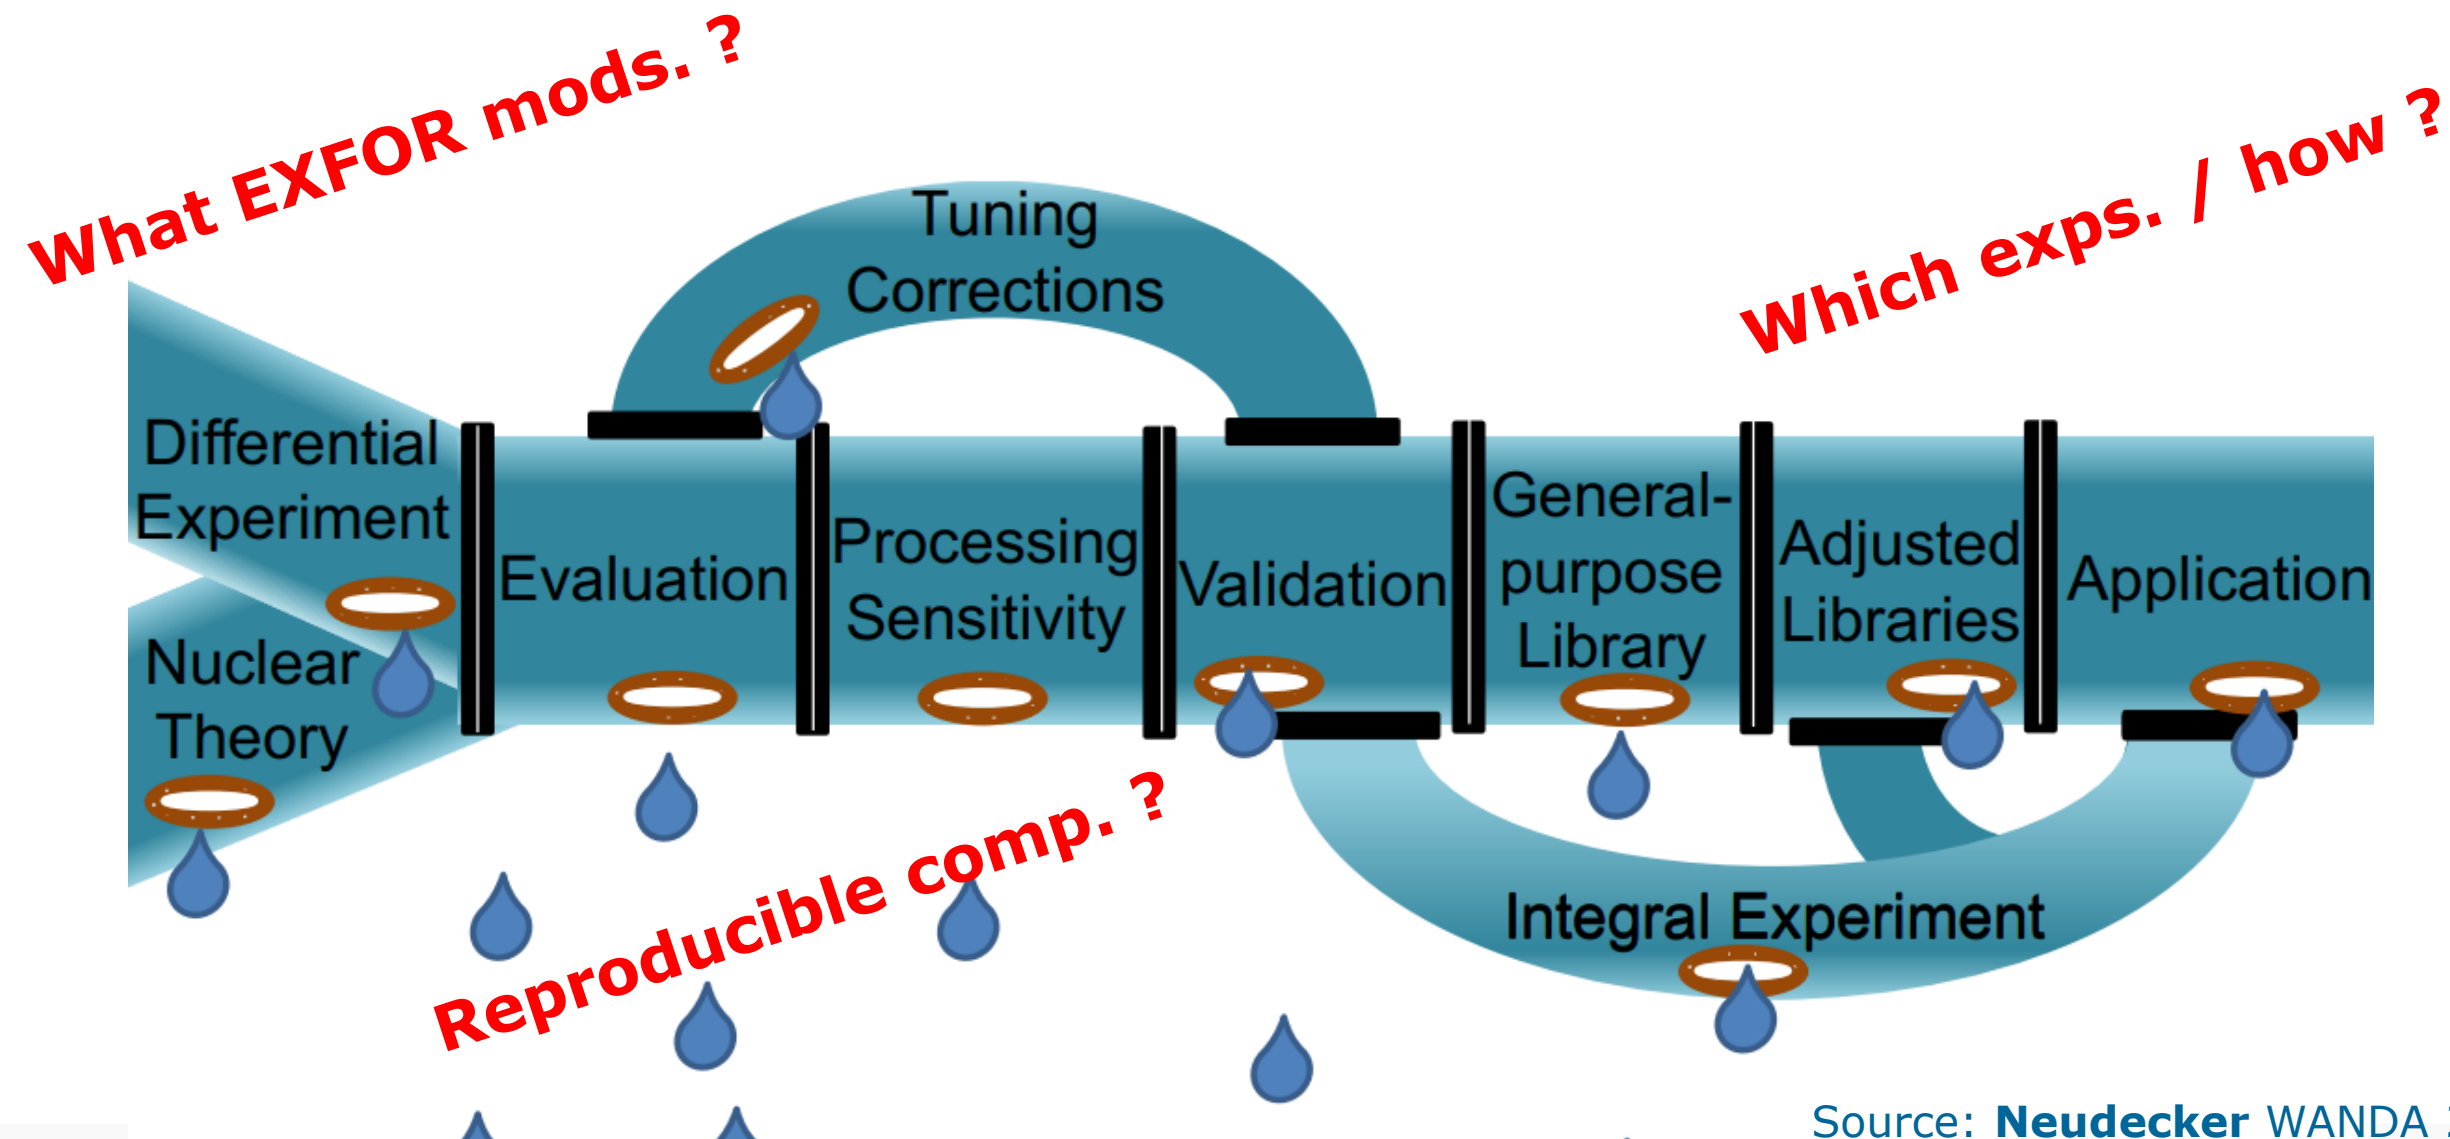 What EXFOR mods. ?
Which exps. / how ?
Tuning
Corrections
Differential
Experiment
Nuclear
Theory
Evaluation
Processing
Sensitivity
Validation
General-
purpose
Library
Adjusted
Libraries
Application
Reproducible comp. ?
Integral Experiment
Source: Neudecker WANDA